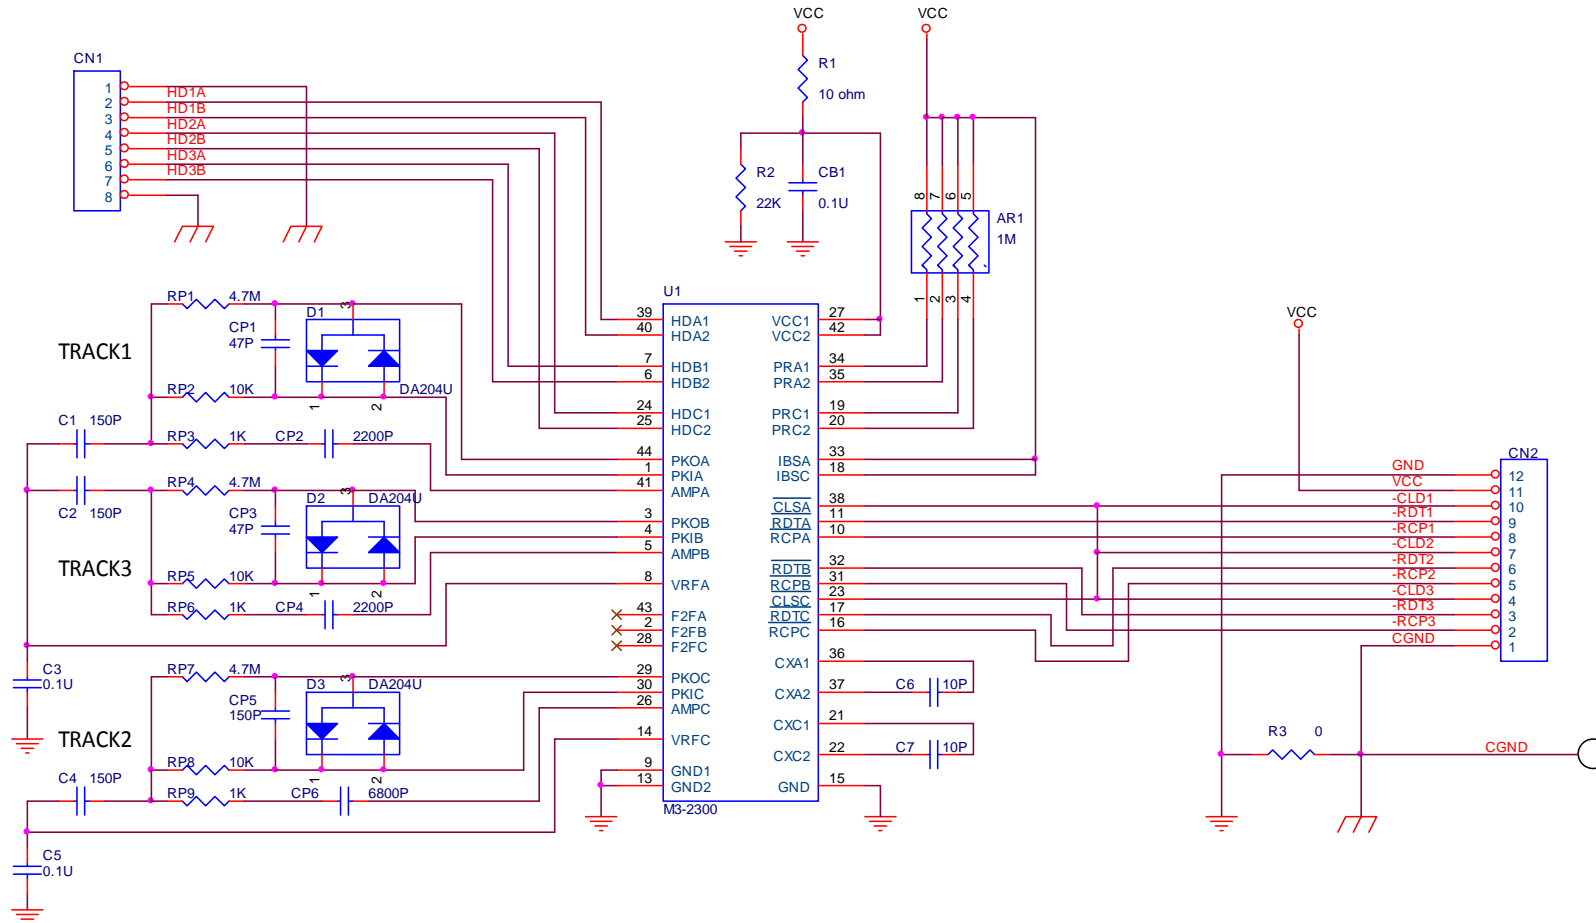 VCC
VCC
CN1
1
2
3
4
5
6
7
8
HD1A
HD1B
HD2A
HD2B
HD3A
HD3B
R1
10 ohm
R2
22K
CB1
0.1U
8
7
6
5
AR1
1M
1
2
3
4
TRACK1
RP1 4.7M
CP1
47P
D1
3
DA204U
1
2
RP2 10K
C1 150P
RP3 1K
CP2 2200P
C2 150P
RP4 4.7M
CP3
47P
D2
3
DA204U
1
2
TRACK3
RP5 10K
RP6 1K
CP4 2200P
C3
0.1U
RP7 4.7M
CP5
150P
D3
3
DA204U
1
2
TRACK2
RP8 10K
C4 150P
RP9 1K
CP6 6800P
C5
0.1U
U1
39 HDA1
40 HDA2
7 HDB1
6 HDB2
24 HDC1
25 HDC2
44 PKOA
1 PKIA
41 AMPA
3 PKOB
4 PKIB
5 AMPB
8 VRFA
43 F2FA
2 F2FB
28 F2FC
29 PKOC
30 PKIC
26 AMPC
14 VRFC
9 GND1
13 GND2
VCC1 27
VCC2 42
PRA1 34
PRA2 35
PRC1 19
PRC2 20
IBSA 33
IBSC 18
CLSA 38
RDTA 11
RCPA 10
RDTB 32
RCPB 31
CLSC 23
RDTC 17
RCPC 16
CXA1 36
CXA2 37
CXC1 21
CXC2 22
GND 15
M3-2300
C6 10P
C7 10P
VCC
CN2
GND 12
VCC 11
-CLD1 10
-RDT1 9
-RCP1 8
-CLD2 7
-RDT2 6
-RCP2 5
-CLD3 4
-RDT3 3
-RCP3 2
CGND 1
R3 0
CGND